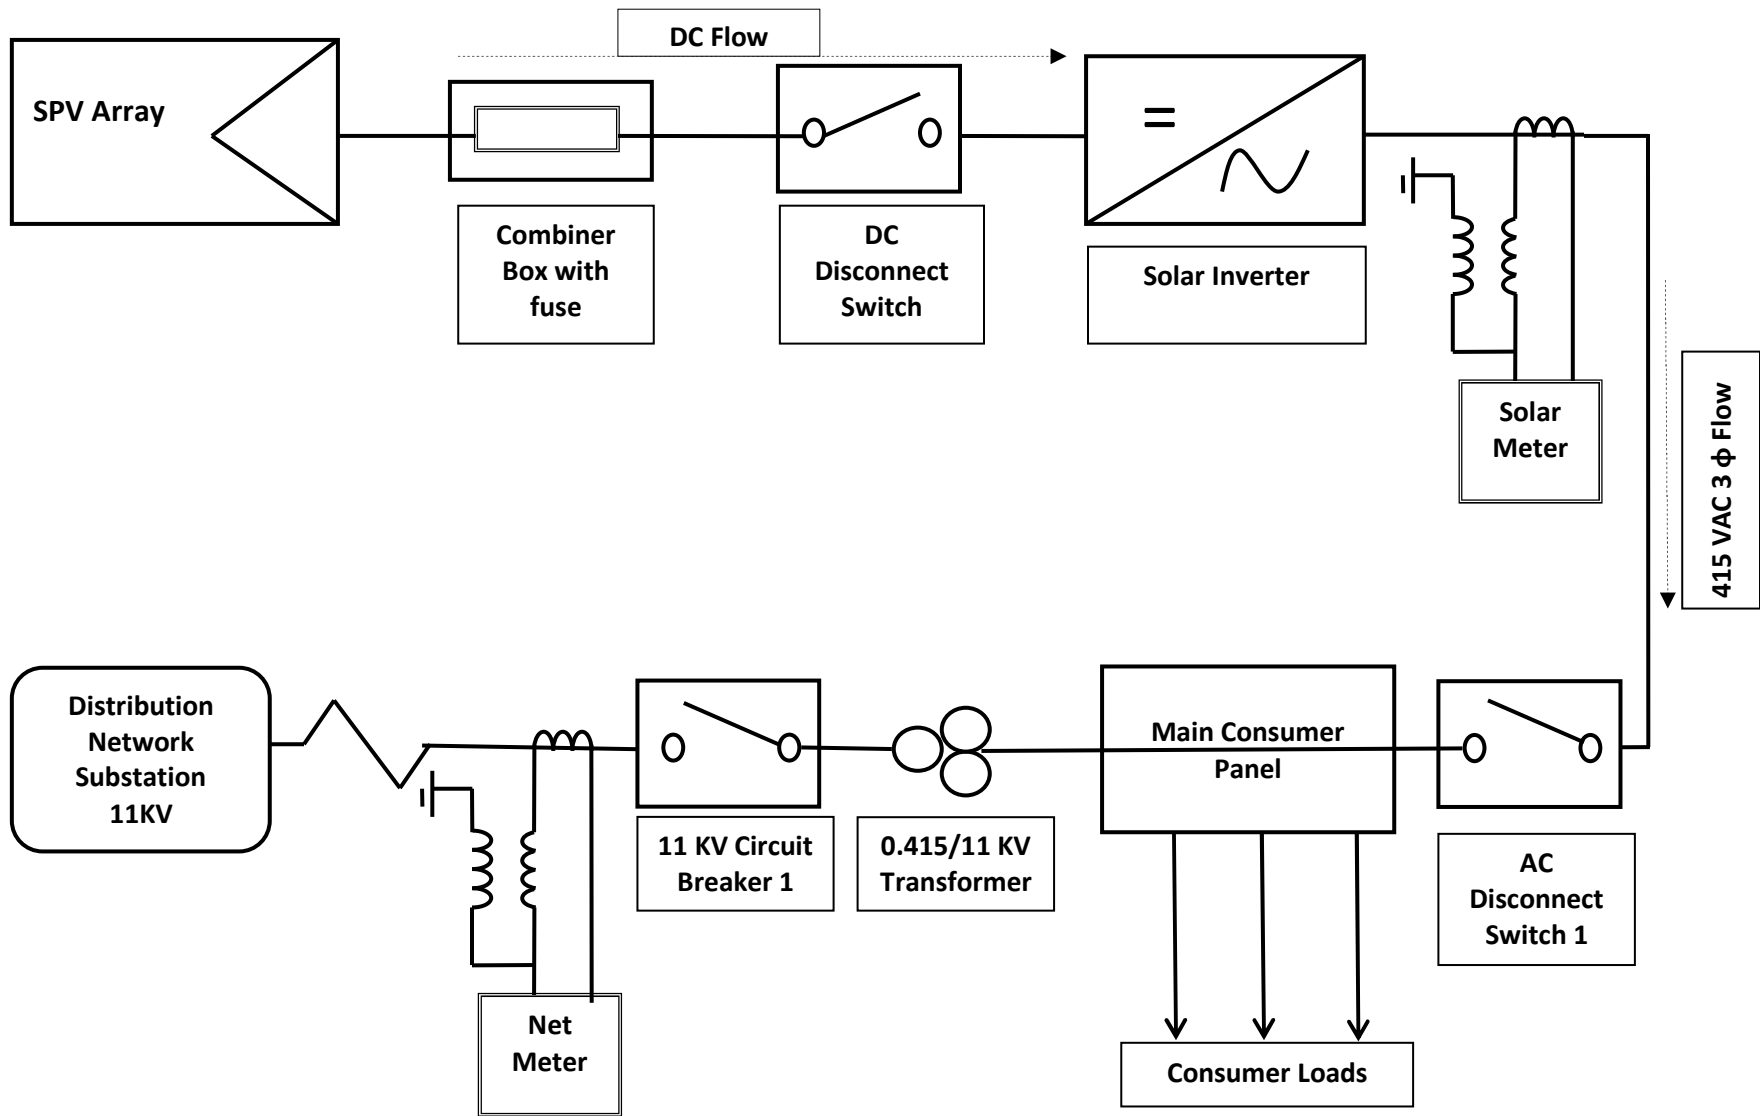 DC Flow
SPV Array
Combiner
Box with
fuse
DC
Disconnect
Switch
Solar Inverter
Solar
Meter
415 VAC 3 ф Flow
Distribution
Network
Substation
11KV
Main Consumer
Panel
11 KV Circuit
Breaker 1
0.415/11 KV
Transformer
AC
Disconnect
Switch 1
Net
Meter
Consumer Loads